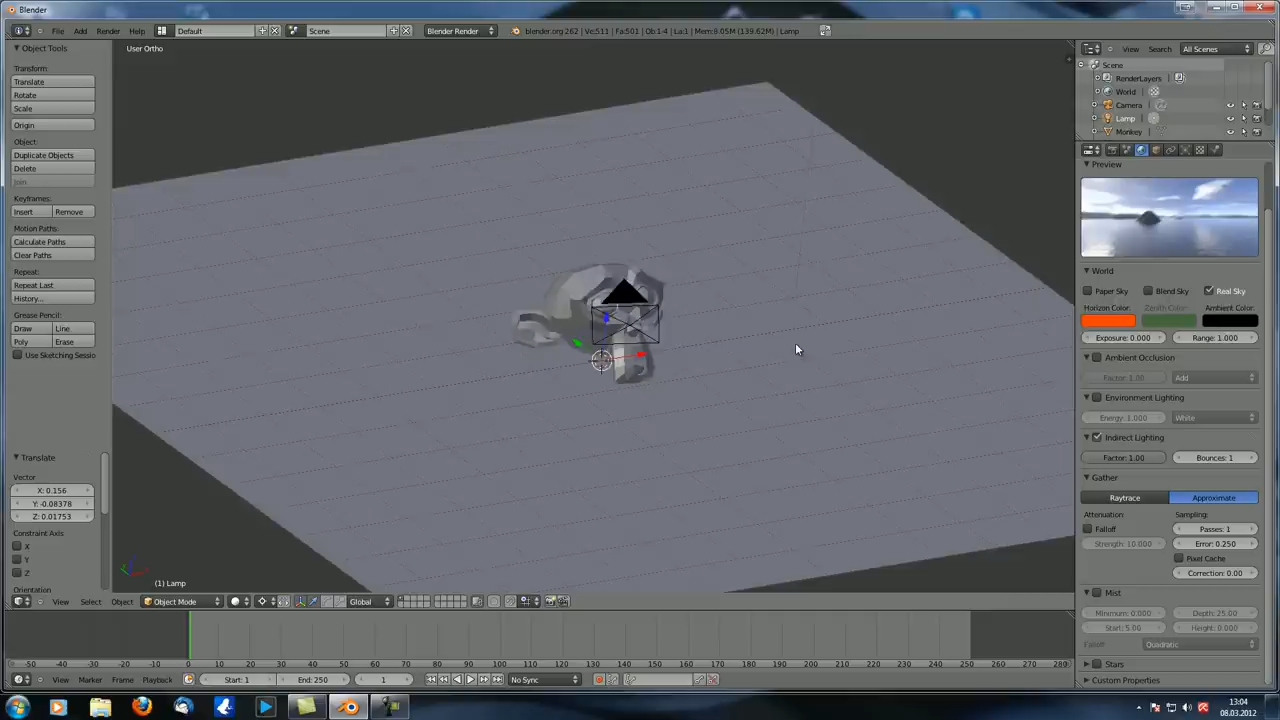 Blender
File Add Render Help Default Scene Blender Render blender.org 262 | Ve:511 | Fa:501 | Ob:1-4 | La:1 | Mem:8.05M (139.62M) | Lamp
Object Tools
Transform:
Translate
Rotate
Scale
Origin
Object:
Duplicate Objects
Delete
Join
Keyframes:
Insert Remove
Motion Paths:
Calculate Paths
Clear Paths
Repeat:
Repeat Last
History...
Grease Pencil:
Draw Line
Poly Erase
Use Sketching Sessio
Translate
Vector
X: 0.156
Y: -0.08378
Z: 0.01753
Constraint Axis
X
Y
Z
Orientation
User Ortho
(1) Lamp
View Select Object Object Mode Global
-50 -40 -30 -20 -10 0 10 20 30 40 50 60 70 80 90 100 110 120 130 140 150 160 170 180 190 200 210 220 230 240 250 260 270 280
View Marker Frame Playback Start: 1 End: 250 1 No Sync
View Search All Scenes
Scene
RenderLayers
World
Camera
Lamp
Monkey
Preview
World
Paper Sky Blend Sky Real Sky
Horizon Color: Zenith Color: Ambient Color:
Exposure: 0.000 Range: 1.000
Ambient Occlusion
Factor: 1.00 Add
Environment Lighting
Energy: 1.000 White
Indirect Lighting
Factor: 1.00 Bounces: 1
Gather
Raytrace Approximate
Attenuation: Sampling:
Falloff Passes: 1
Strength: 10.000 Error: 0.250
Pixel Cache
Correction: 0.00
Mist
Minimum: 0.000 Depth: 25.00
Start: 5.00 Height: 0.000
Falloff Quadratic
Stars
Custom Properties
13:04
08.03.2012